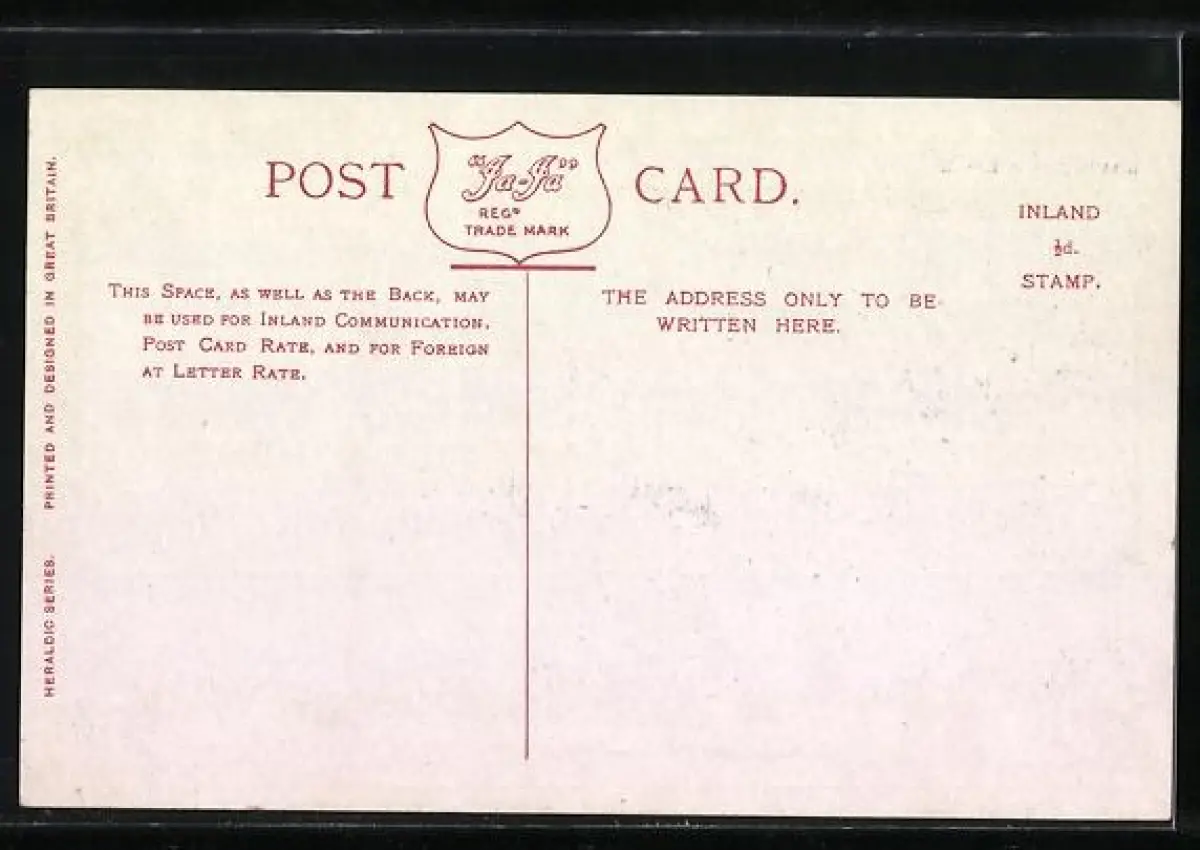 POST CARD.
"Ja-Ja"
REGD
TRADE MARK
INLAND
½d.
STAMP.
THIS SPACE, AS WELL AS THE BACK, MAY
BE USED FOR INLAND COMMUNICATION,
POST CARD RATE, AND FOR FOREIGN
AT LETTER RATE.
THE ADDRESS ONLY TO BE
WRITTEN HERE.
HERALDIC SERIES. PRINTED AND DESIGNED IN GREAT BRITAIN.